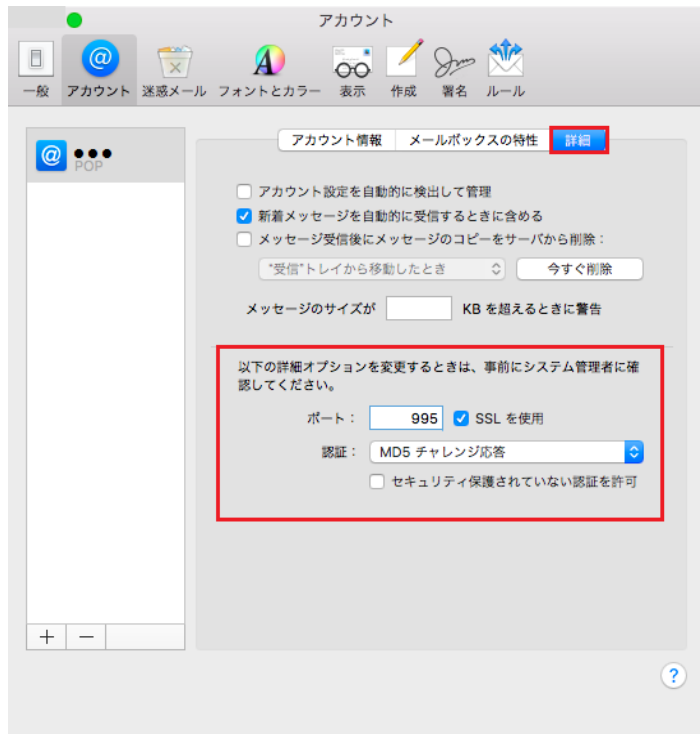 アカウント
一般 アカウント 迷惑メール フォントとカラー 表示 作成 署名 ルール
アカウント情報 メールボックスの特性 詳細
●●●
POP
アカウント設定を自動的に検出して管理
新着メッセージを自動的に受信するときに含める
メッセージ受信後にメッセージのコピーをサーバから削除：
"受信"トレイから移動したとき 今すぐ削除
メッセージのサイズが KB を超えるときに警告
以下の詳細オプションを変更するときは、事前にシステム管理者に確
認してください。
ポート： 995 SSL を使用
認証： MD5 チャレンジ応答
セキュリティ保護されていない認証を許可
+ −
?